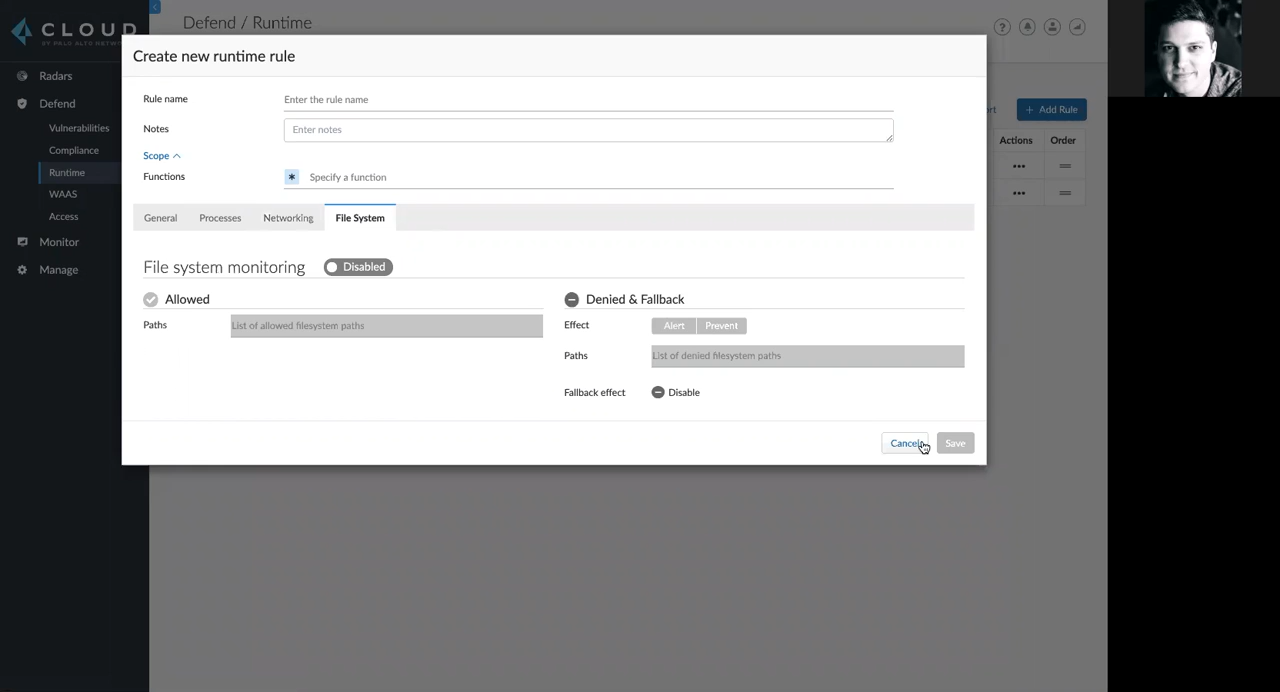 Defend / Runtime
CLOUD
BY PALO ALTO NETW
Create new runtime rule
Radars
Defend
Vulnerabilities
Compliance
Runtime
WAAS
Access
Monitor
Manage
Rule name Enter the rule name
Notes Enter notes
Scope
Functions * Specify a function
General Processes Networking File System
File system monitoring Disabled
Allowed
Paths List of allowed filesystem paths
Denied & Fallback
Effect Alert Prevent
Paths List of denied filesystem paths
Fallback effect Disable
Cancel Save
+ Add Rule
Actions Order